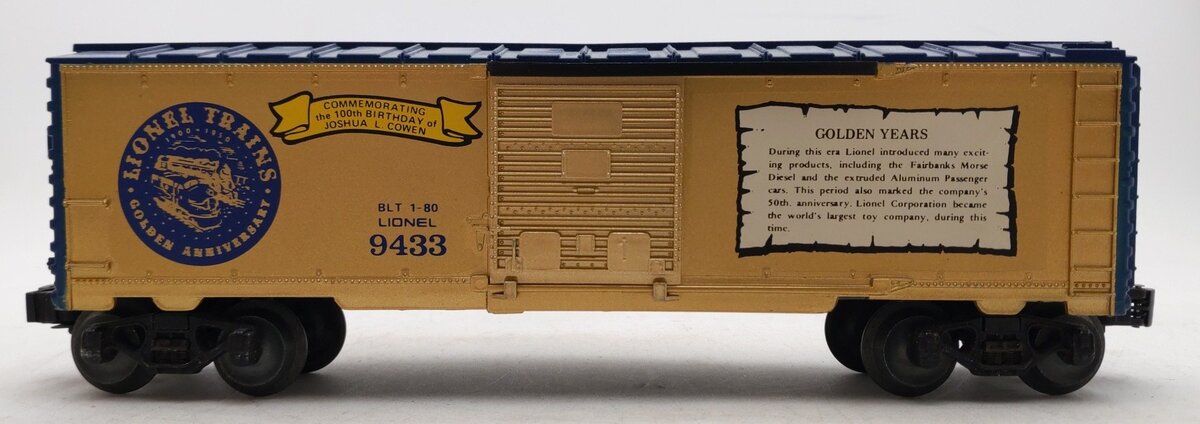 LIONEL TRAINS
1900 - 1950
GOLDEN ANNIVERSARY
COMMEMORATING
the 100th BIRTHDAY of
JOSHUA L. COWEN
BLT 1-80
LIONEL
9433
GOLDEN YEARS
During this era Lionel introduced many excit-
ing products, including the Fairbanks Morse
Diesel and the extruded Aluminum Passenger
cars. This period also marked the company's
50th. anniversary. Lionel Corporation became
the world's largest toy company, during this
time.